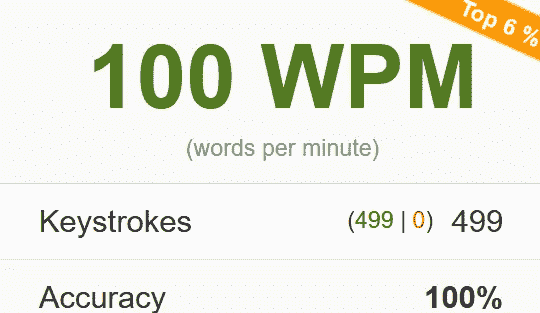 Top 6 %
100 WPM
(words per minute)
Keystrokes (499 | 0) 499
Accuracy 100%